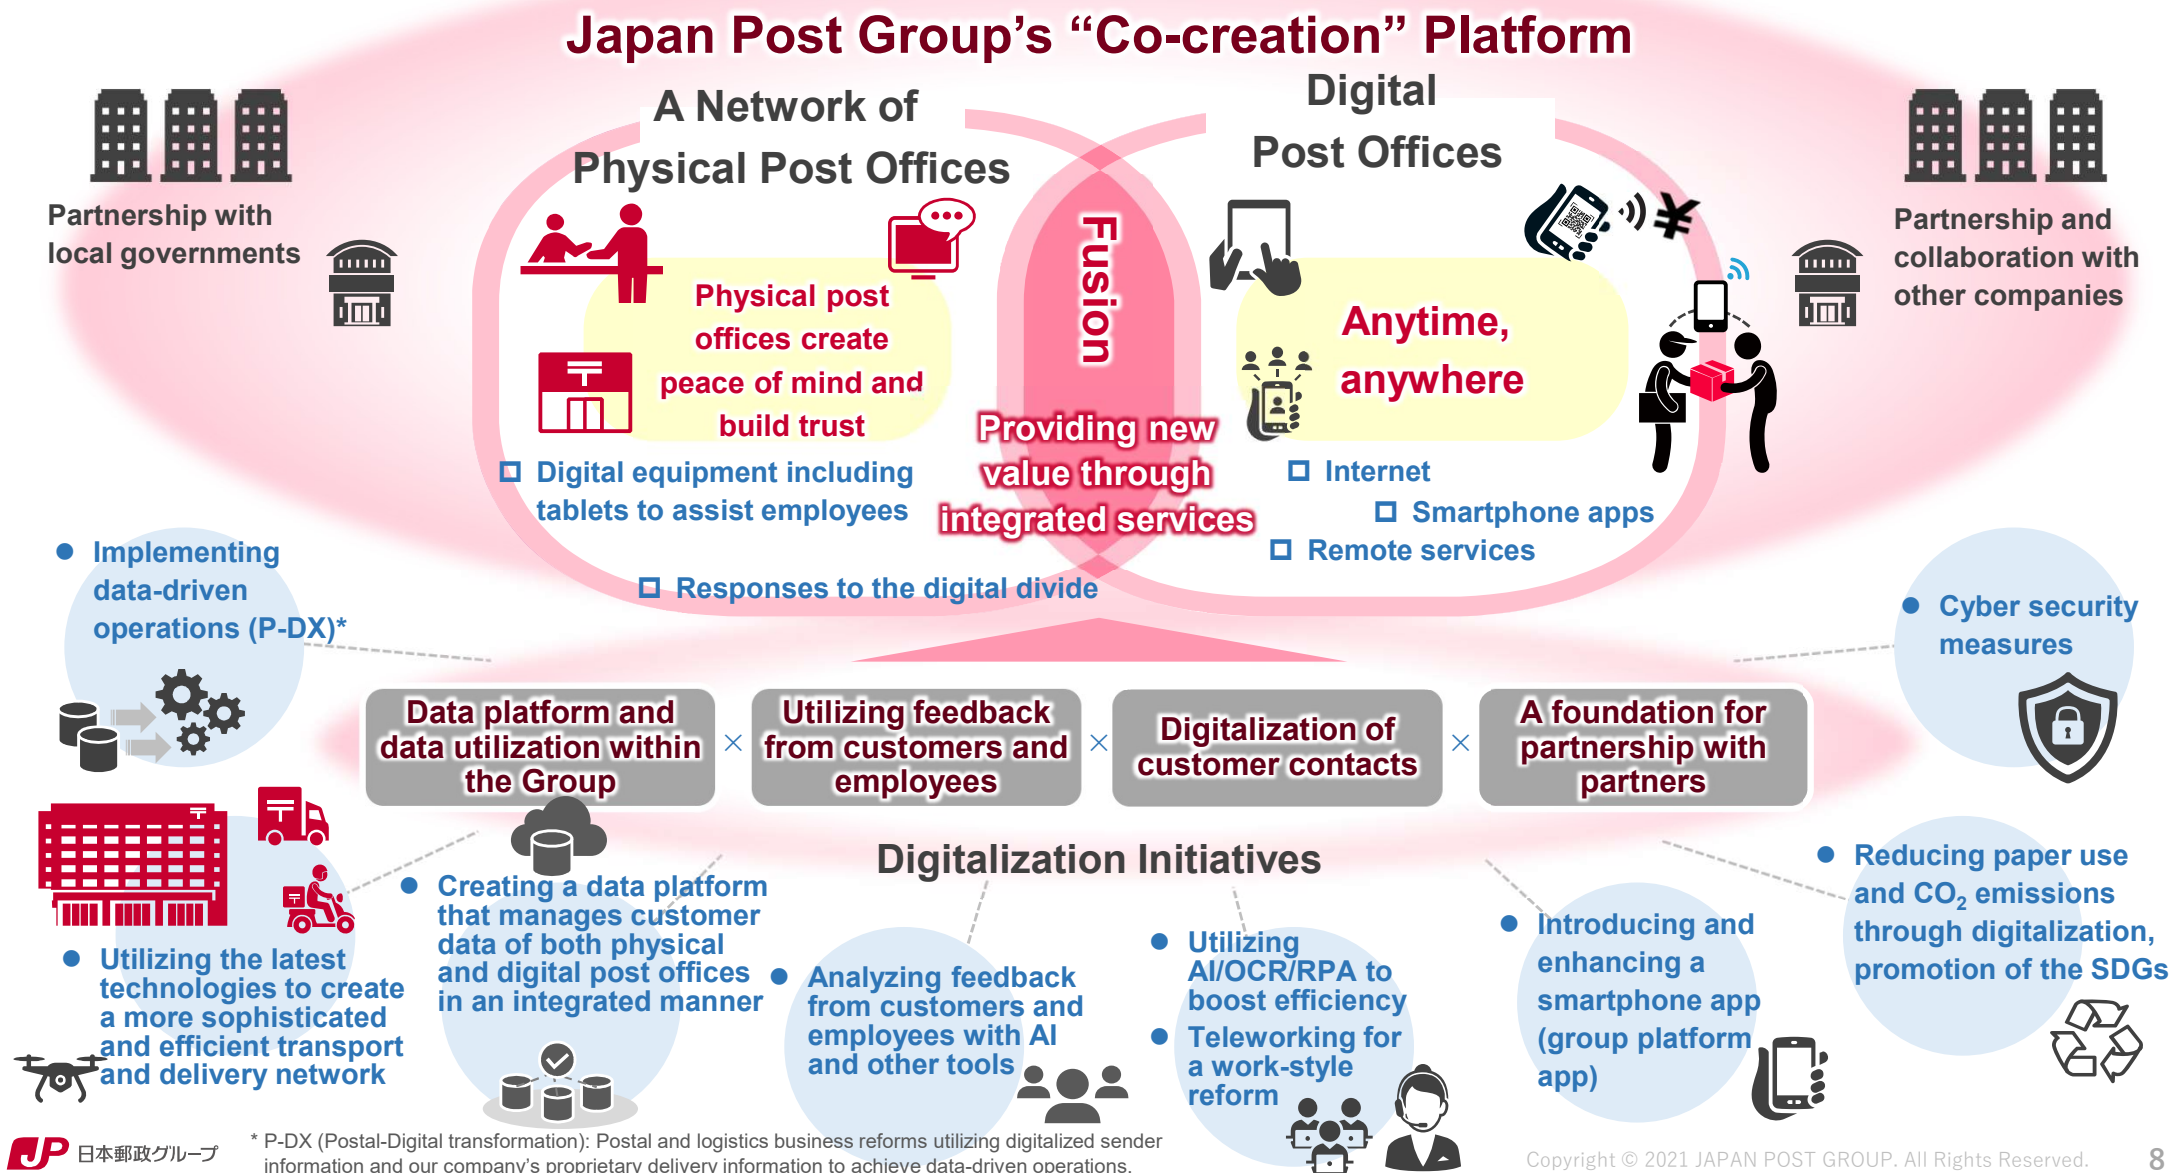 Japan Post Group's “Co-creation” Platform
A Network of
Physical Post Offices
Digital
Post Offices
Partnership with
local governments
Partnership and
collaboration with
other companies
Fusion
Physical post
offices create
peace of mind and
build trust
Anytime,
anywhere
Providing new
value through
integrated services
Digital equipment including
tablets to assist employees
Responses to the digital divide
Internet
Smartphone apps
Remote services
● Implementing
data-driven
operations (P-DX)*
● Cyber security
measures
Data platform and
data utilization within
the Group
×
Utilizing feedback
from customers and
employees
×
Digitalization of
customer contacts
×
A foundation for
partnership with
partners
Digitalization Initiatives
● Utilizing the latest
technologies to create
a more sophisticated
and efficient transport
and delivery network
● Creating a data platform
that manages customer
data of both physical
and digital post offices
in an integrated manner
● Analyzing feedback
from customers and
employees with AI
and other tools
● Utilizing
AI/OCR/RPA to
boost efficiency
● Teleworking for
a work-style
reform
● Introducing and
enhancing a
smartphone app
(group platform
app)
● Reducing paper use
and CO₂ emissions
through digitalization,
promotion of the SDGs
JP 日本郵政グループ
* P-DX (Postal-Digital transformation): Postal and logistics business reforms utilizing digitalized sender
information and our company's proprietary delivery information to achieve data-driven operations.
Copyright © 2021 JAPAN POST GROUP. All Rights Reserved.
8